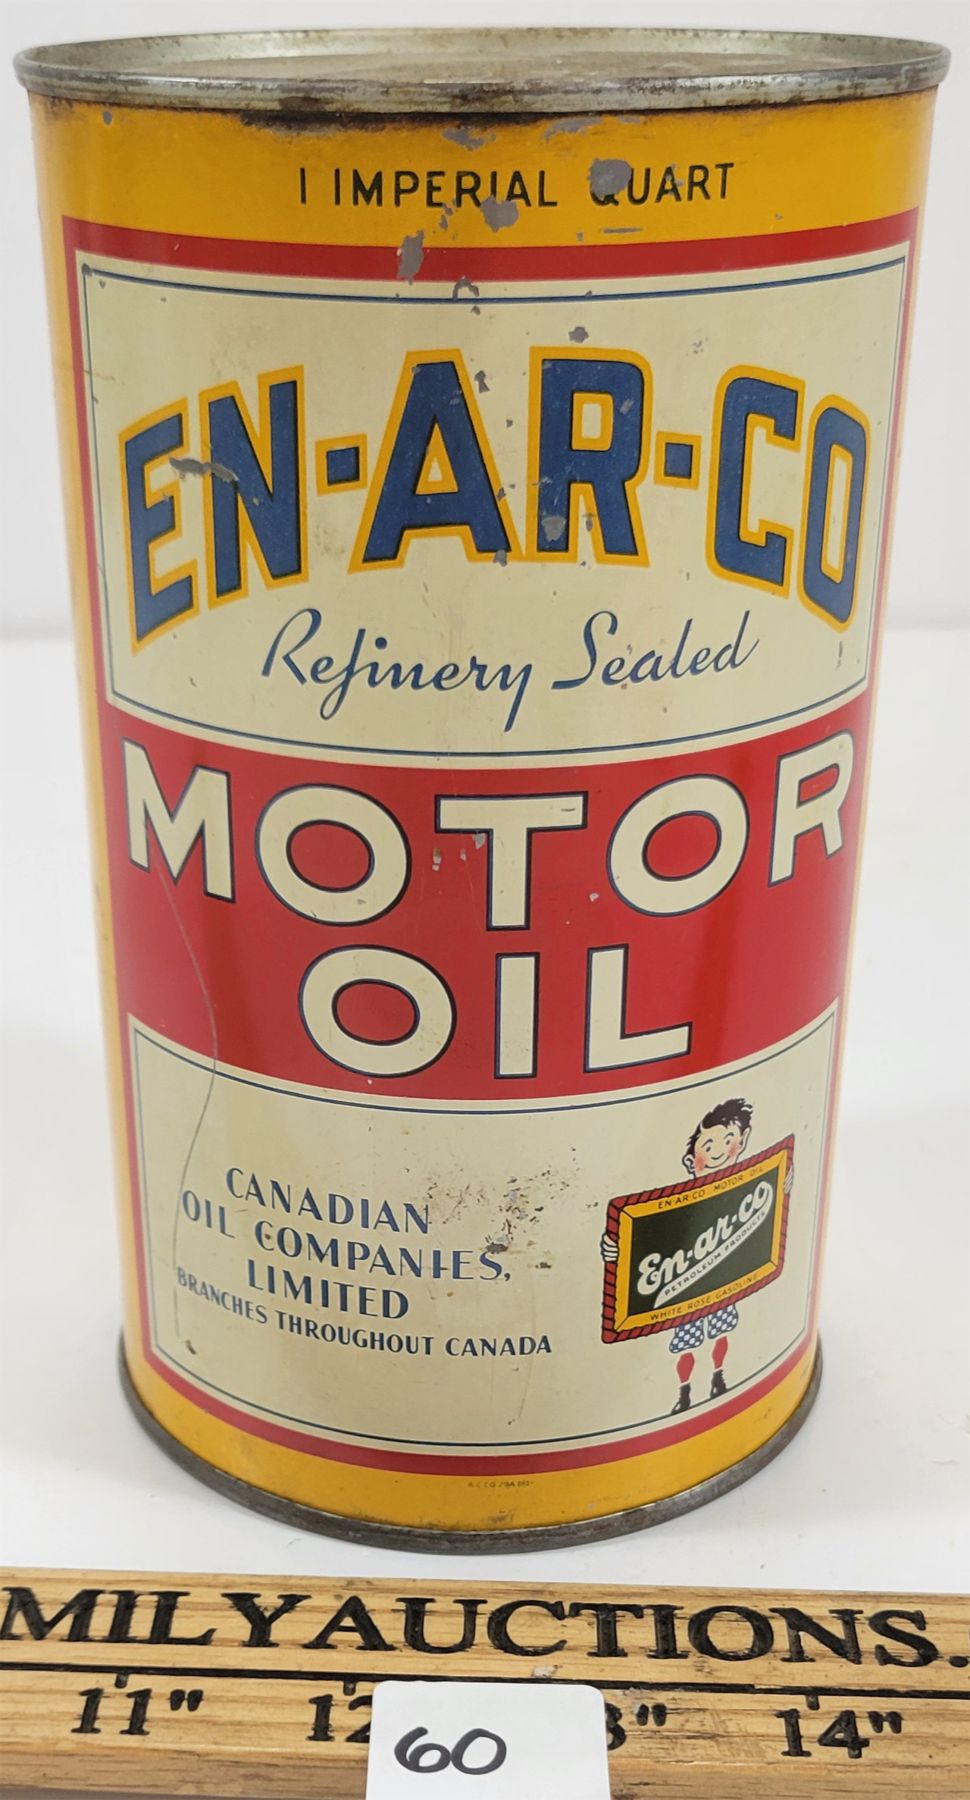 1 IMPERIAL QUART
EN-AR-CO
Refinery Sealed
MOTOR
OIL
CANADIAN
OIL COMPANIES,
LIMITED
BRANCHES THROUGHOUT CANADA
EN·AR·CO MOTOR OIL
En·ar·co
PETROLEUM PRODUCTS
WHITE ROSE GASOLINE
MILYAUCTIONS.
11" 12 3" 14"
60